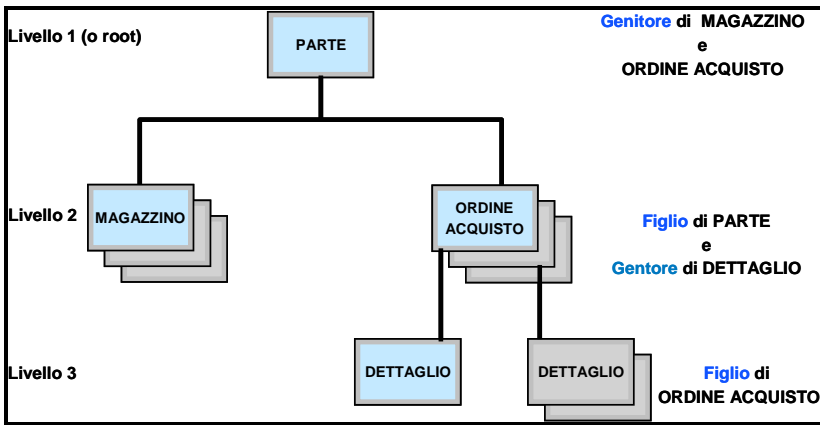 Livello 1 (o root)
PARTE
Genitore di MAGAZZINO
e
ORDINE ACQUISTO
Livello 2
MAGAZZINO
ORDINE
ACQUISTO
Figlio di PARTE
e
Gentore di DETTAGLIO
Livello 3
DETTAGLIO
DETTAGLIO
Figlio di
ORDINE ACQUISTO